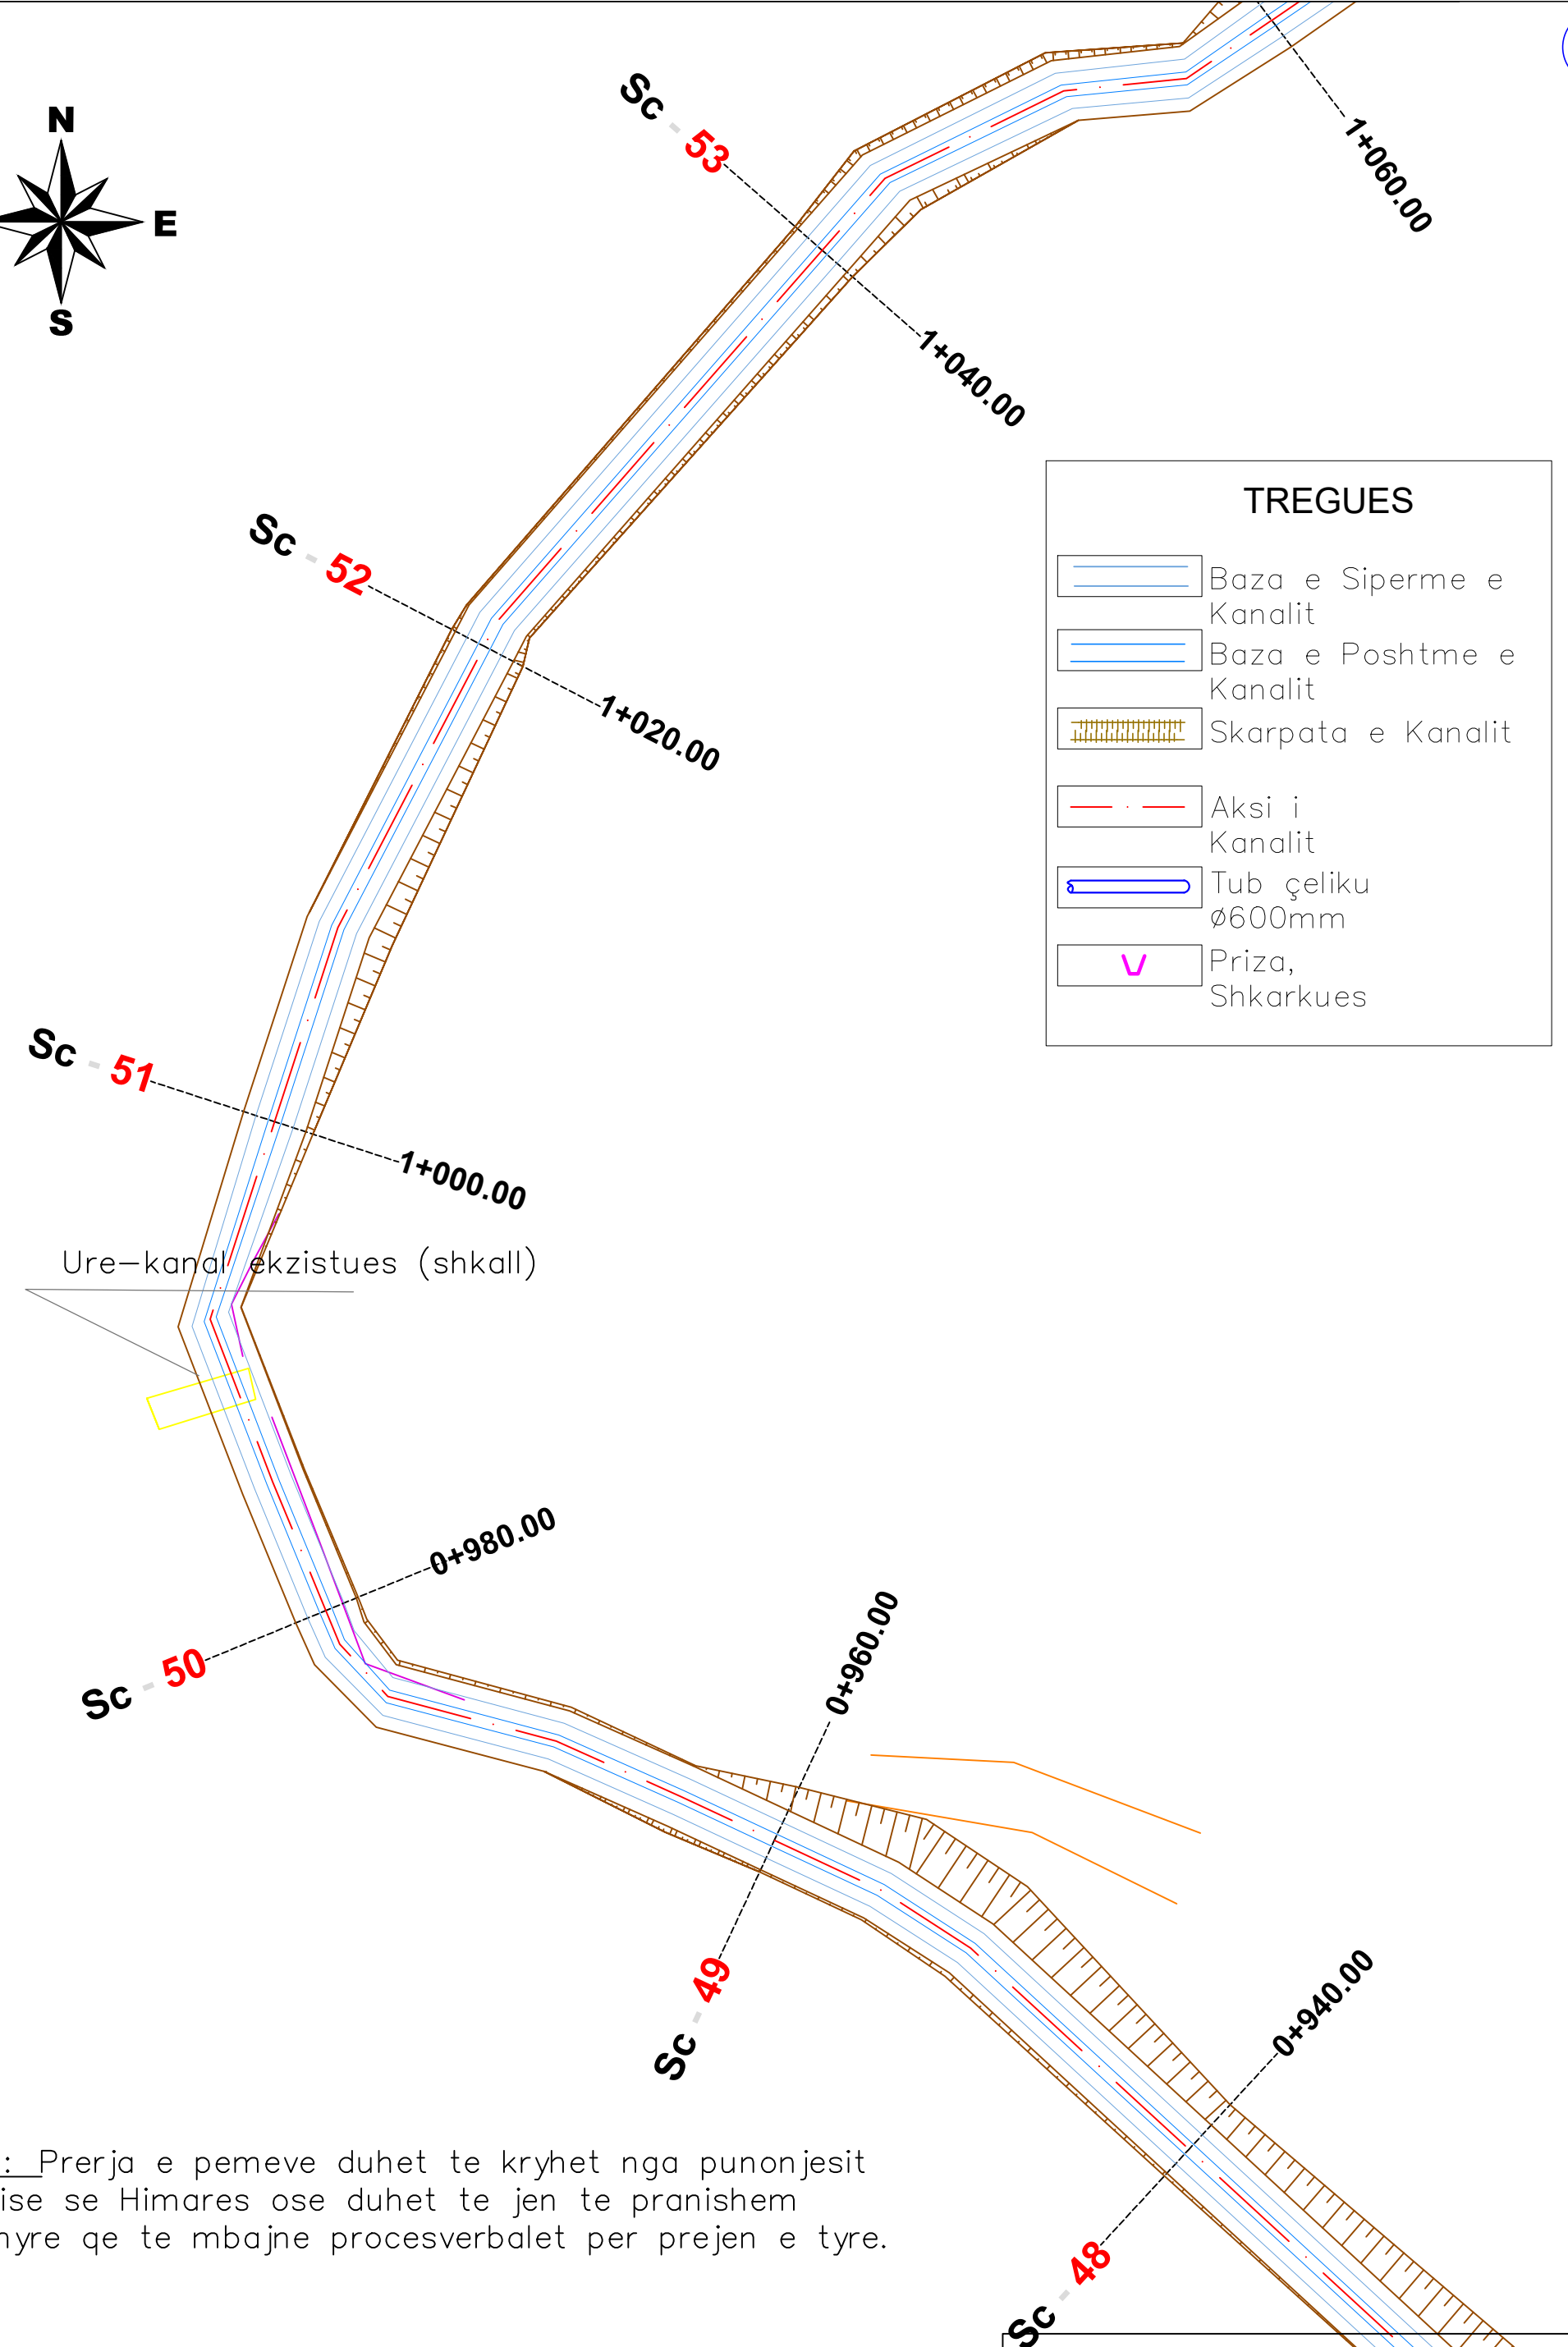 N
E
S
Sc - 53
1+060.00
1+040.00
Sc - 52
1+020.00
TREGUES
Baza e Siperme e
Kanalit
Baza e Poshtme e
Kanalit
Skarpata e Kanalit
Aksi i
Kanalit
Tub çeliku
ø600mm
Priza,
Shkarkues
Sc - 51
1+000.00
Ure-kanal ekzistues (shkall)
0+980.00
Sc - 50
0+960.00
Sc - 49
0+940.00
Sc - 48
: Prerja e pemeve duhet te kryhet nga punonjesit
ise se Himares ose duhet te jen te pranishem
qe te mbajne procesverbalet per prejen e tyre.